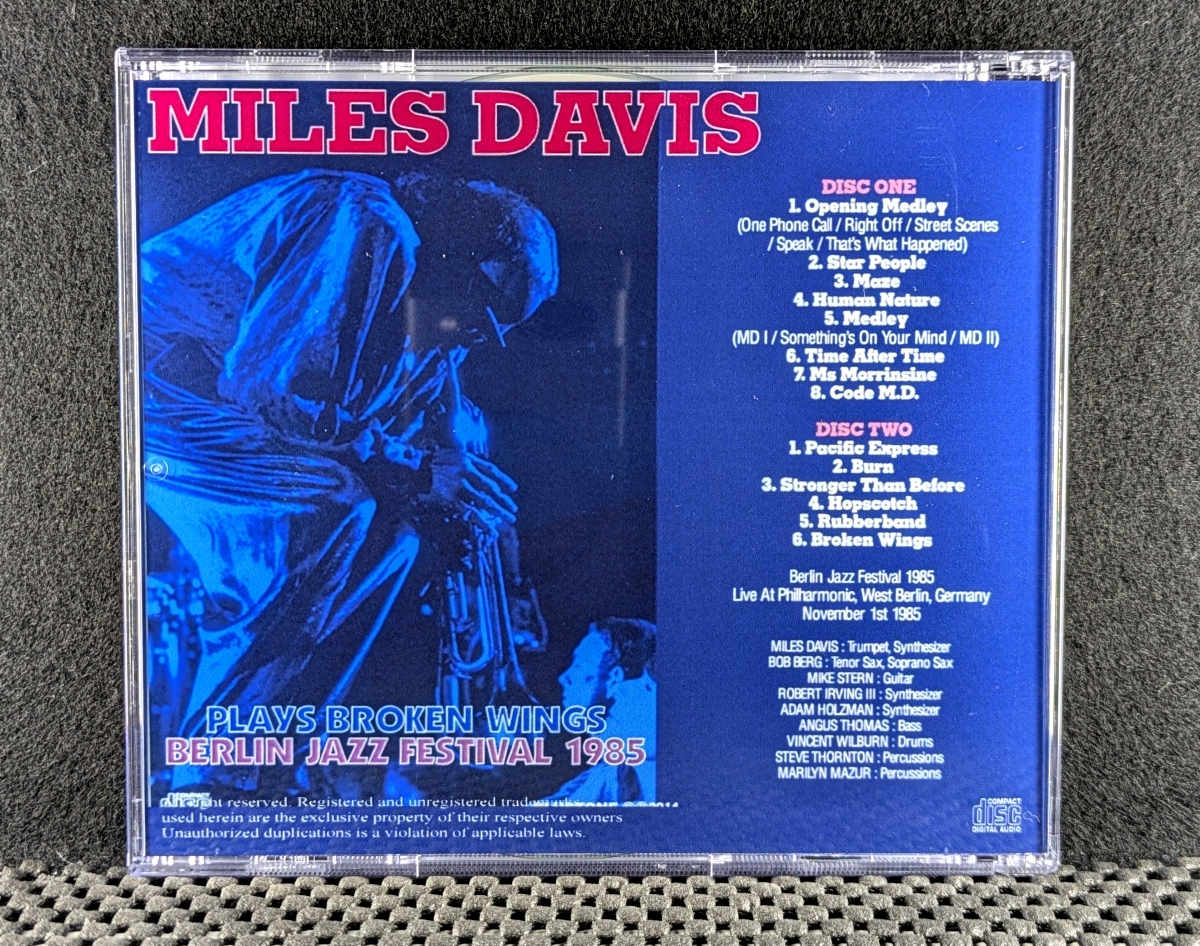 MILES DAVIS
DISC ONE
1. Opening Medley
(One Phone Call / Right Off / Street Scenes
/ Speak / That's What Happened)
2. Star People
3. Maze
4. Human Nature
5. Medley
(MD I / Something's On Your Mind / MD II)
6. Time After Time
7. Ms Morrinsine
8. Code M.D.
DISC TWO
1. Pacific Express
2. Burn
3. Stronger Than Before
4. Hopscotch
5. Rubberband
6. Broken Wings
Berlin Jazz Festival 1985
Live At Philharmonic, West Berlin, Germany
November 1st 1985
MILES DAVIS : Trumpet, Synthesizer
BOB BERG : Tenor Sax, Soprano Sax
MIKE STERN : Guitar
ROBERT IRVING III : Synthesizer
ADAM HOLZMAN : Synthesizer
ANGUS THOMAS : Bass
VINCENT WILBURN : Drums
STEVE THORNTON : Percussions
MARILYN MAZUR : Percussions
PLAYS BROKEN WINGS
BERLIN JAZZ FESTIVAL 1985
All right reserved. Registered and unregistered trademarks
used herein are the exclusive property of their respective owners
Unauthorized duplications is a violation of applicable laws.
COMPACT
disc
DIGITAL AUDIO